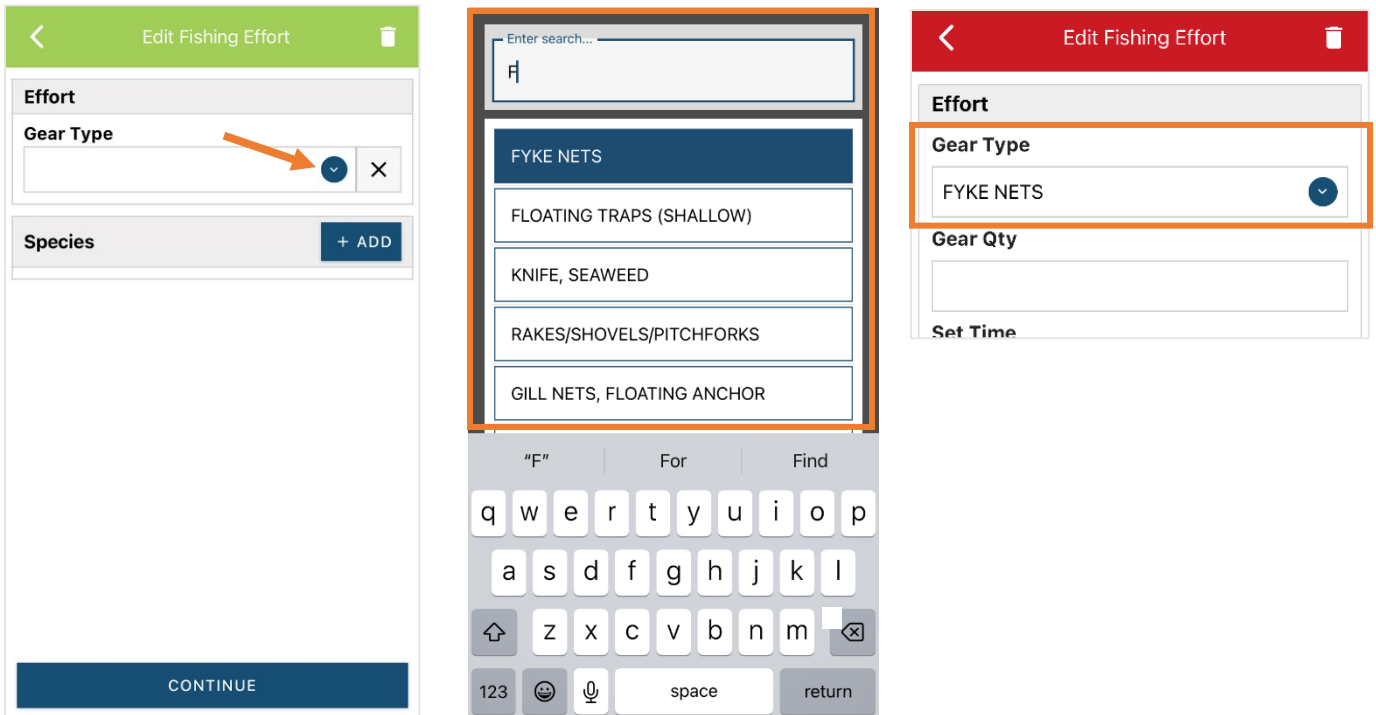 Edit Fishing Effort
Effort
Gear Type
Species
+ ADD
CONTINUE
Enter search...
F
FYKE NETS
FLOATING TRAPS (SHALLOW)
KNIFE, SEAWEED
RAKES/SHOVELS/PITCHFORKS
GILL NETS, FLOATING ANCHOR
“F” For Find
q w e r t y u i o p
a s d f g h j k l
z x c v b n m
123 space return
Edit Fishing Effort
Effort
Gear Type
FYKE NETS
Gear Qty
Set Time